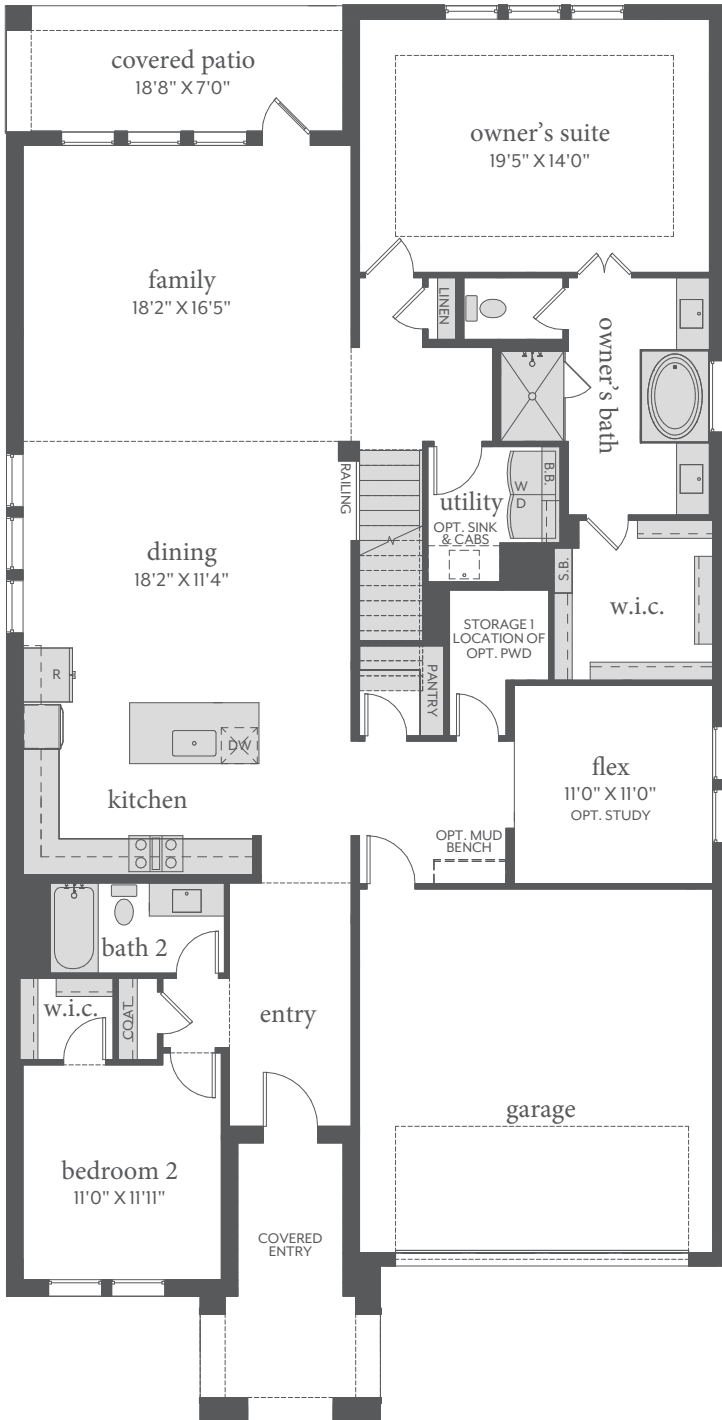 covered patio
18'8" X 7'0"
owner's suite
19'5" X 14'0"
family
18'2" X 16'5"
LINEN
owner's bath
RAILING
utility
OPT. SINK
& CABS
W
D
B.B.
dining
18'2" X 11'4"
S.B.
w.i.c.
STORAGE 1
LOCATION OF
OPT. PWD
R
PANTRY
DW
kitchen
flex
11'0" X 11'0"
OPT. STUDY
OPT. MUD
BENCH
bath 2
w.i.c.
COAT
entry
garage
bedroom 2
11'0" X 11'11"
COVERED
ENTRY